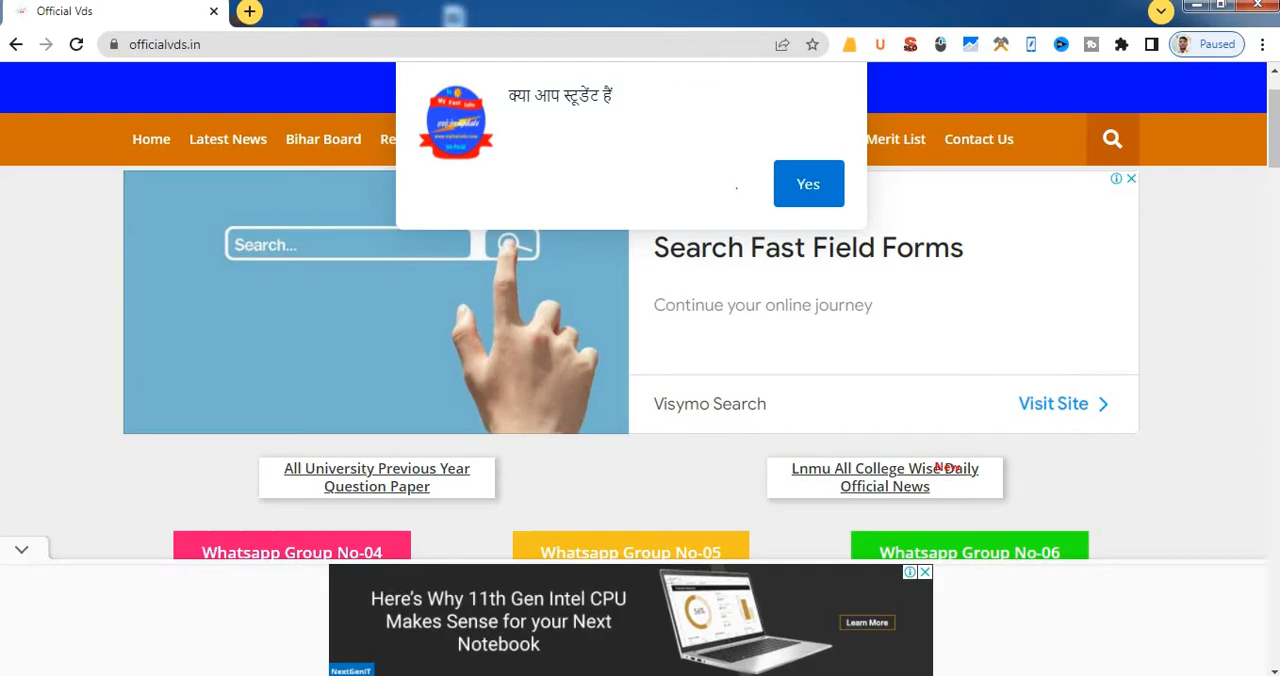 Official Vds
officialvds.in
Paused
क्या आप स्टूडेंट हैं
Yes
Home
Latest News
Bihar Board
Re
Merit List
Contact Us
Search...
Search Fast Field Forms
Continue your online journey
Visysmo Search
Visit Site
All University Previous Year
Question Paper
Lnmu All College Wise Daily
New
Official News
Whatsapp Group No-04
Whatsapp Group No-05
Whatsapp Group No-06
Here's Why 11th Gen Intel CPU
Makes Sense for your Next
Notebook
Learn More
NextGenIT